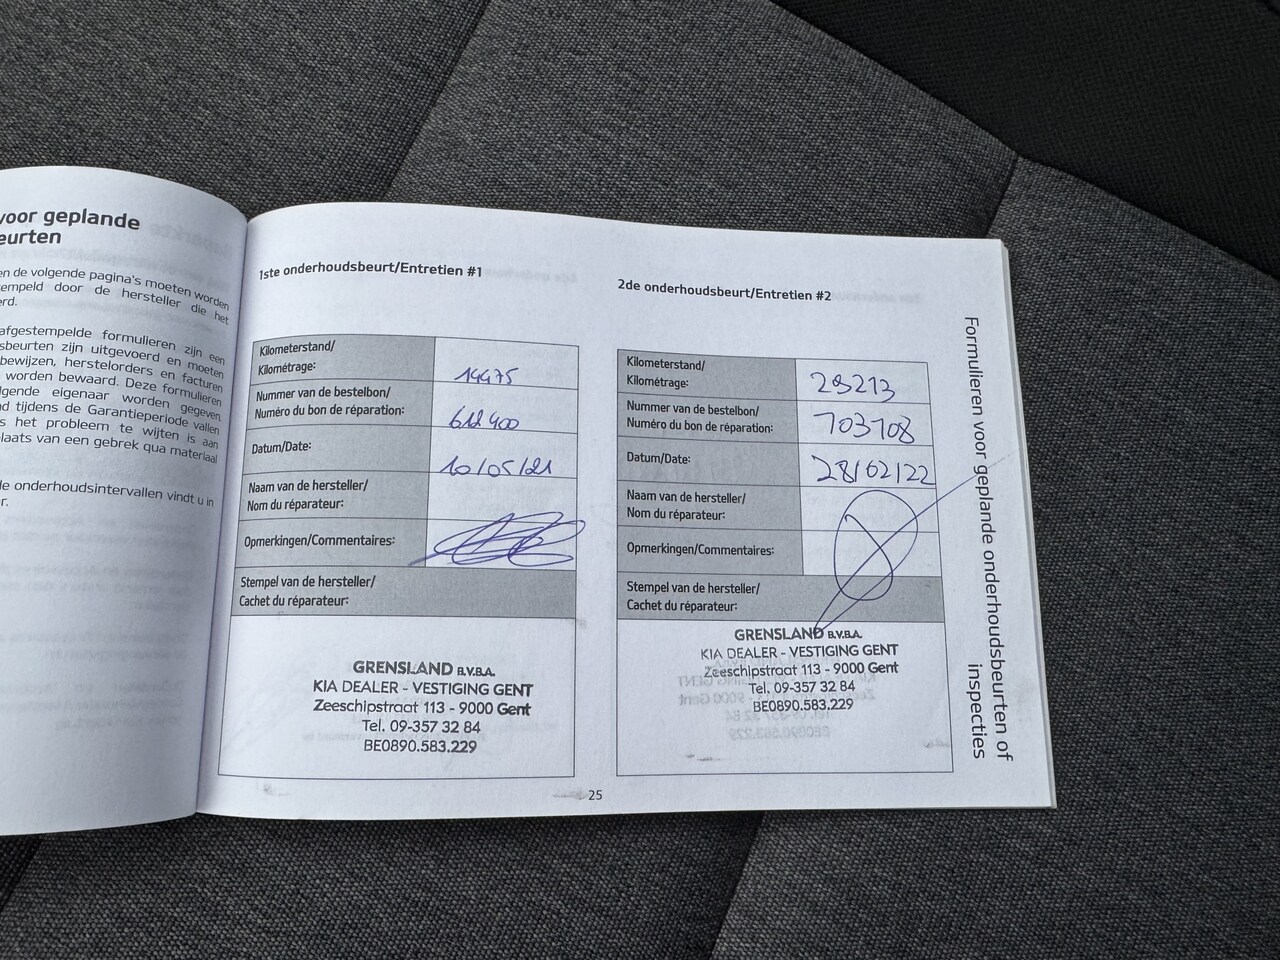 voor geplande
eurten
en de volgende pagina's moeten worden
empeld door de hersteller die het
erd.
afgestempelde formulieren zijn een
sbeurten zijn uitgevoerd en moeten
bewijzen, herstelorders en facturen
worden bewaard. Deze formulieren
lgende eigenaar worden gegeven.
nd tijdens de Garantieperiode vallen
s het probleem te wijten is aan
laats van een gebrek qua materiaal
de onderhoudsintervallen vindt u in
er.
1ste onderhoudsbeurt/Entretien #1
Kilometerstand/
Kilométrage:
14475
Nummer van de bestelbon/
Numéro du bon de réparation:
Datum/Date:
10/05/21
Naam van de hersteller/
Nom du réparateur:
Opmerkingen/Commentaires:
Stempel van de hersteller/
Cachet du réparateur:
GRENSLAND B.V.B.A.
KIA DEALER - VESTIGING GENT
Zeeschipstraat 113 - 9000 Gent
Tel. 09-357 32 84
BE0890.583.229
2de onderhoudsbeurt/Entretien #2
Kilometerstand/
Kilométrage:
28213
Nummer van de bestelbon/
Numéro du bon de réparation:
703708
Datum/Date:
28/02/22
Naam van de hersteller/
Nom du réparateur:
Opmerkingen/Commentaires:
Stempel van de hersteller/
Cachet du réparateur:
GRENSLAND B.V.B.A.
KIA DEALER - VESTIGING GENT
Zeeschipstraat 113 - 9000 Gent
Tel. 09-357 32 84
BE0890.583.229
Formulieren voor geplande onderhoudsbeurten of
inspecties
25